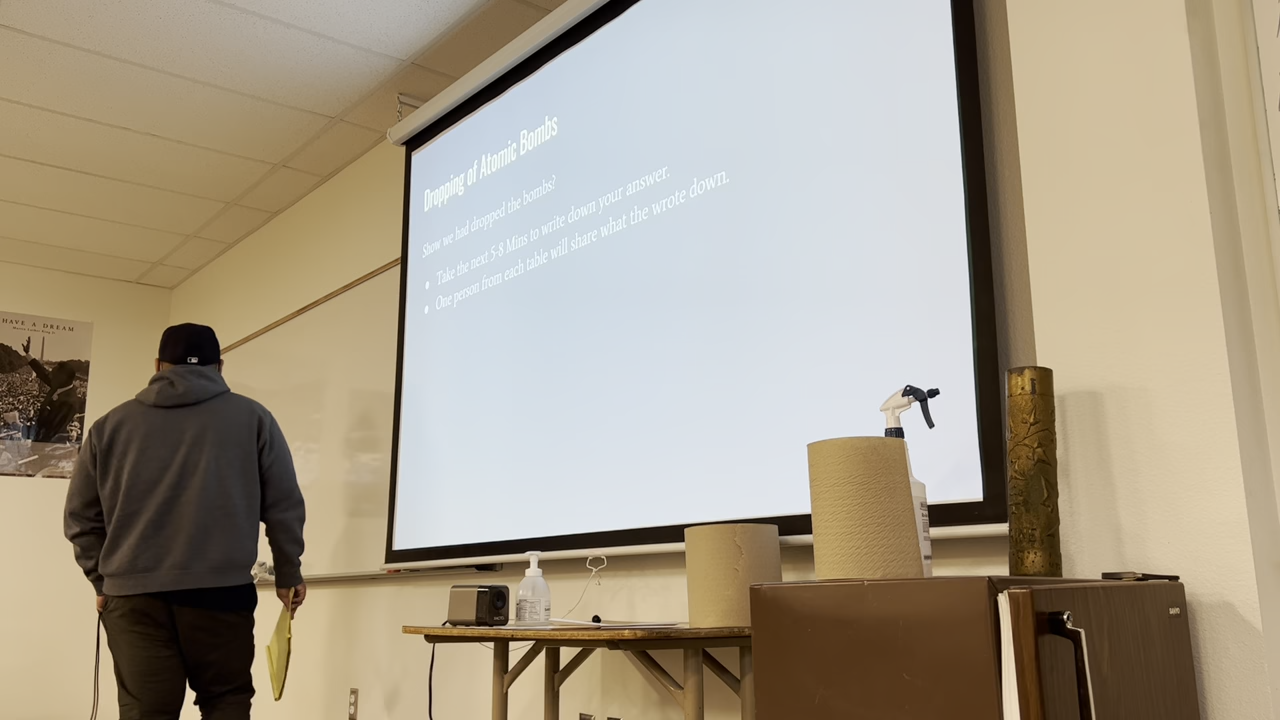 HAVE A DREAM
Dropping of Atomic Bombs
Show we had dropped the bombs?
Take the next 5-8 Mins to write down your answer.
One person from each table will share what the wrote down.
SANYO